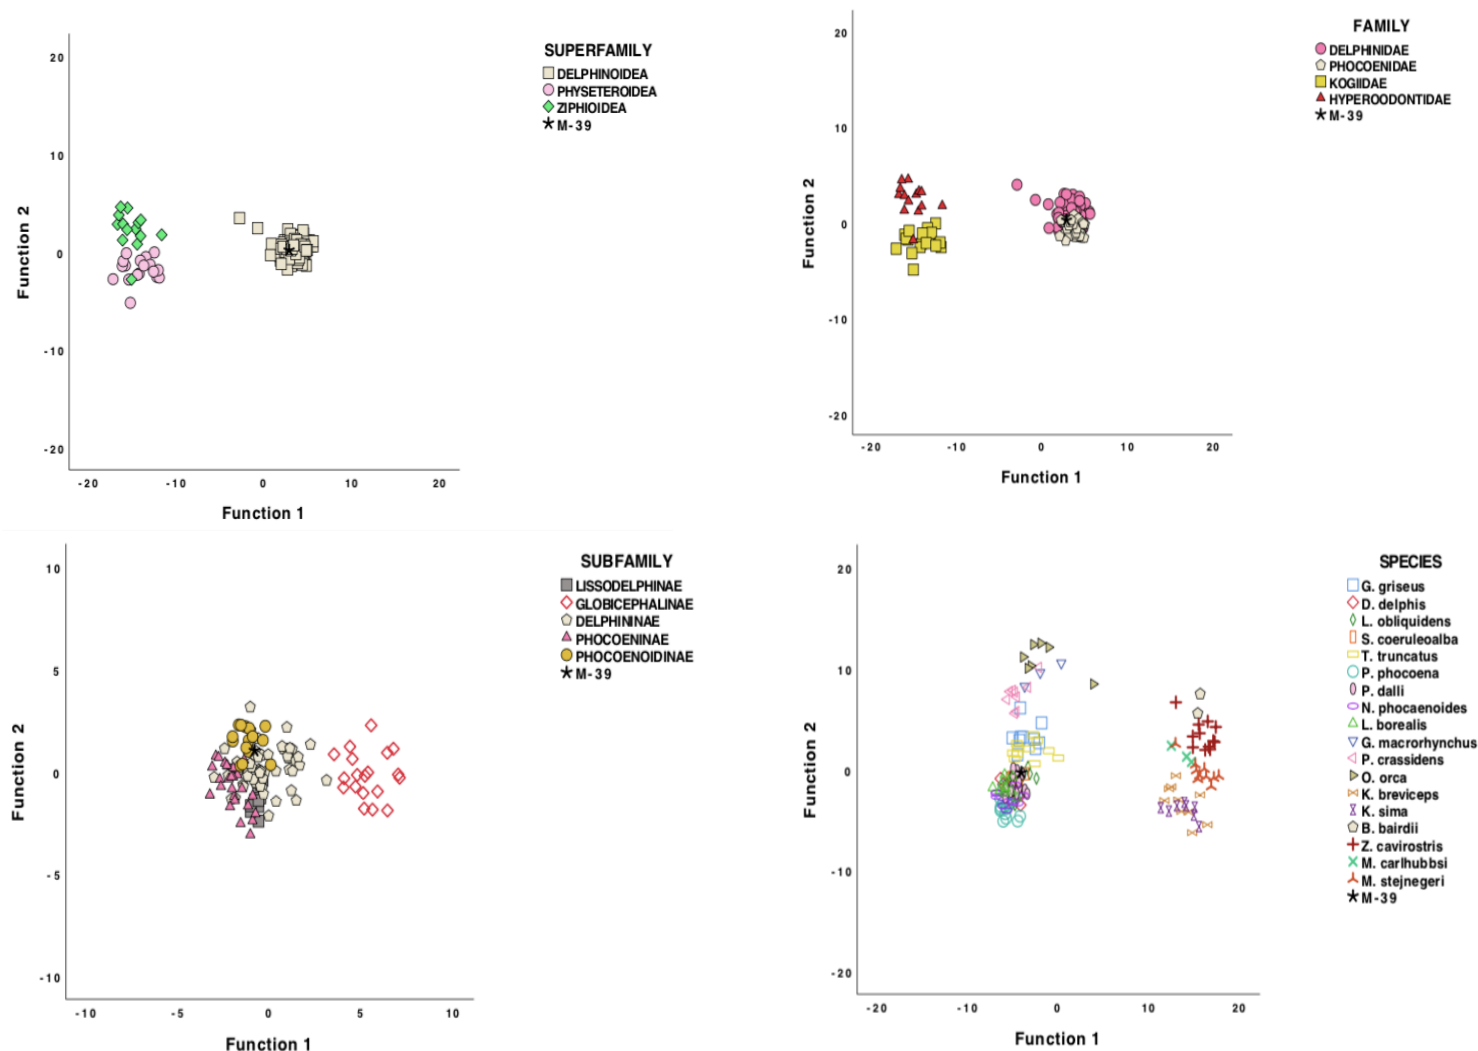 SUPERFAMILY
DELPHINOIDEA
PHYSETEROIDEA
ZIPHIOIDEA
M-39
20
10
0
-10
-20
Function 2
-20
-10
0
10
20
Function 1
FAMILY
DELPHINIDAE
PHOCOENIDAE
KOGIIDAE
HYPEROODONTIDAE
M-39
20
10
0
-10
-20
Function 2
-20
-10
0
10
20
Function 1
SUBFAMILY
LISSODELPHINAE
GLOBICEPHALINAE
DELPHININAE
PHOCOENINAE
PHOCOENOIDINAE
M-39
10
5
0
-5
-10
Function 2
-10
-5
0
5
10
Function 1
SPECIES
G. griseus
D. delphis
L. obliquidens
S. coeruleoalba
T. truncatus
P. phocoena
P. dalli
N. phocaenoides
L. borealis
G. macrorhynchus
P. crassidens
O. orca
K. breviceps
K. sima
B. bairdii
Z. cavirostris
M. carlhubbsi
M. stejnegeri
M-39
20
10
0
-10
-20
Function 2
-20
-10
0
10
20
Function 1